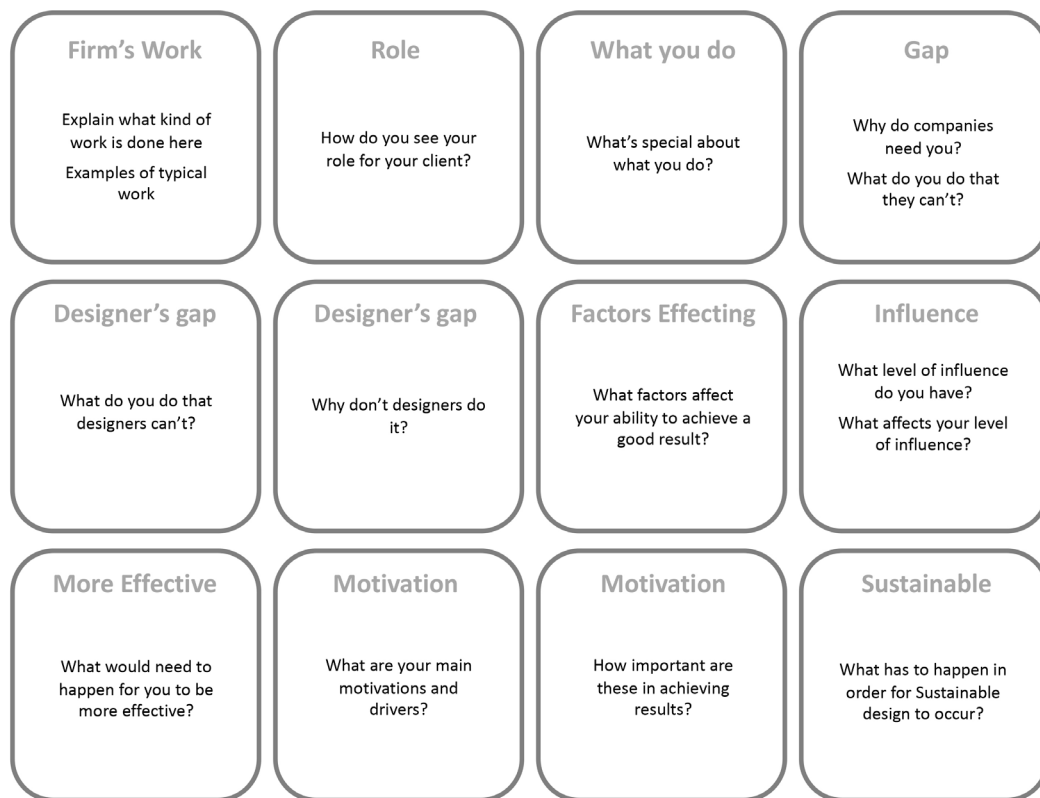 Firm's Work
Explain what kind of
work is done here
Examples of typical
work
Role
How do you see your
role for your client?
What you do
What's special about
what you do?
Gap
Why do companies
need you?
What do you do that
they can't?
Designer's gap
What do you do that
designers can't?
Designer's gap
Why don't designers do
it?
Factors Effecting
What factors affect
your ability to achieve a
good result?
Influence
What level of influence
do you have?
What affects your level
of influence?
More Effective
What would need to
happen for you to be
more effective?
Motivation
What are your main
motivations and
drivers?
Motivation
How important are
these in achieving
results?
Sustainable
What has to happen in
order for Sustainable
design to occur?